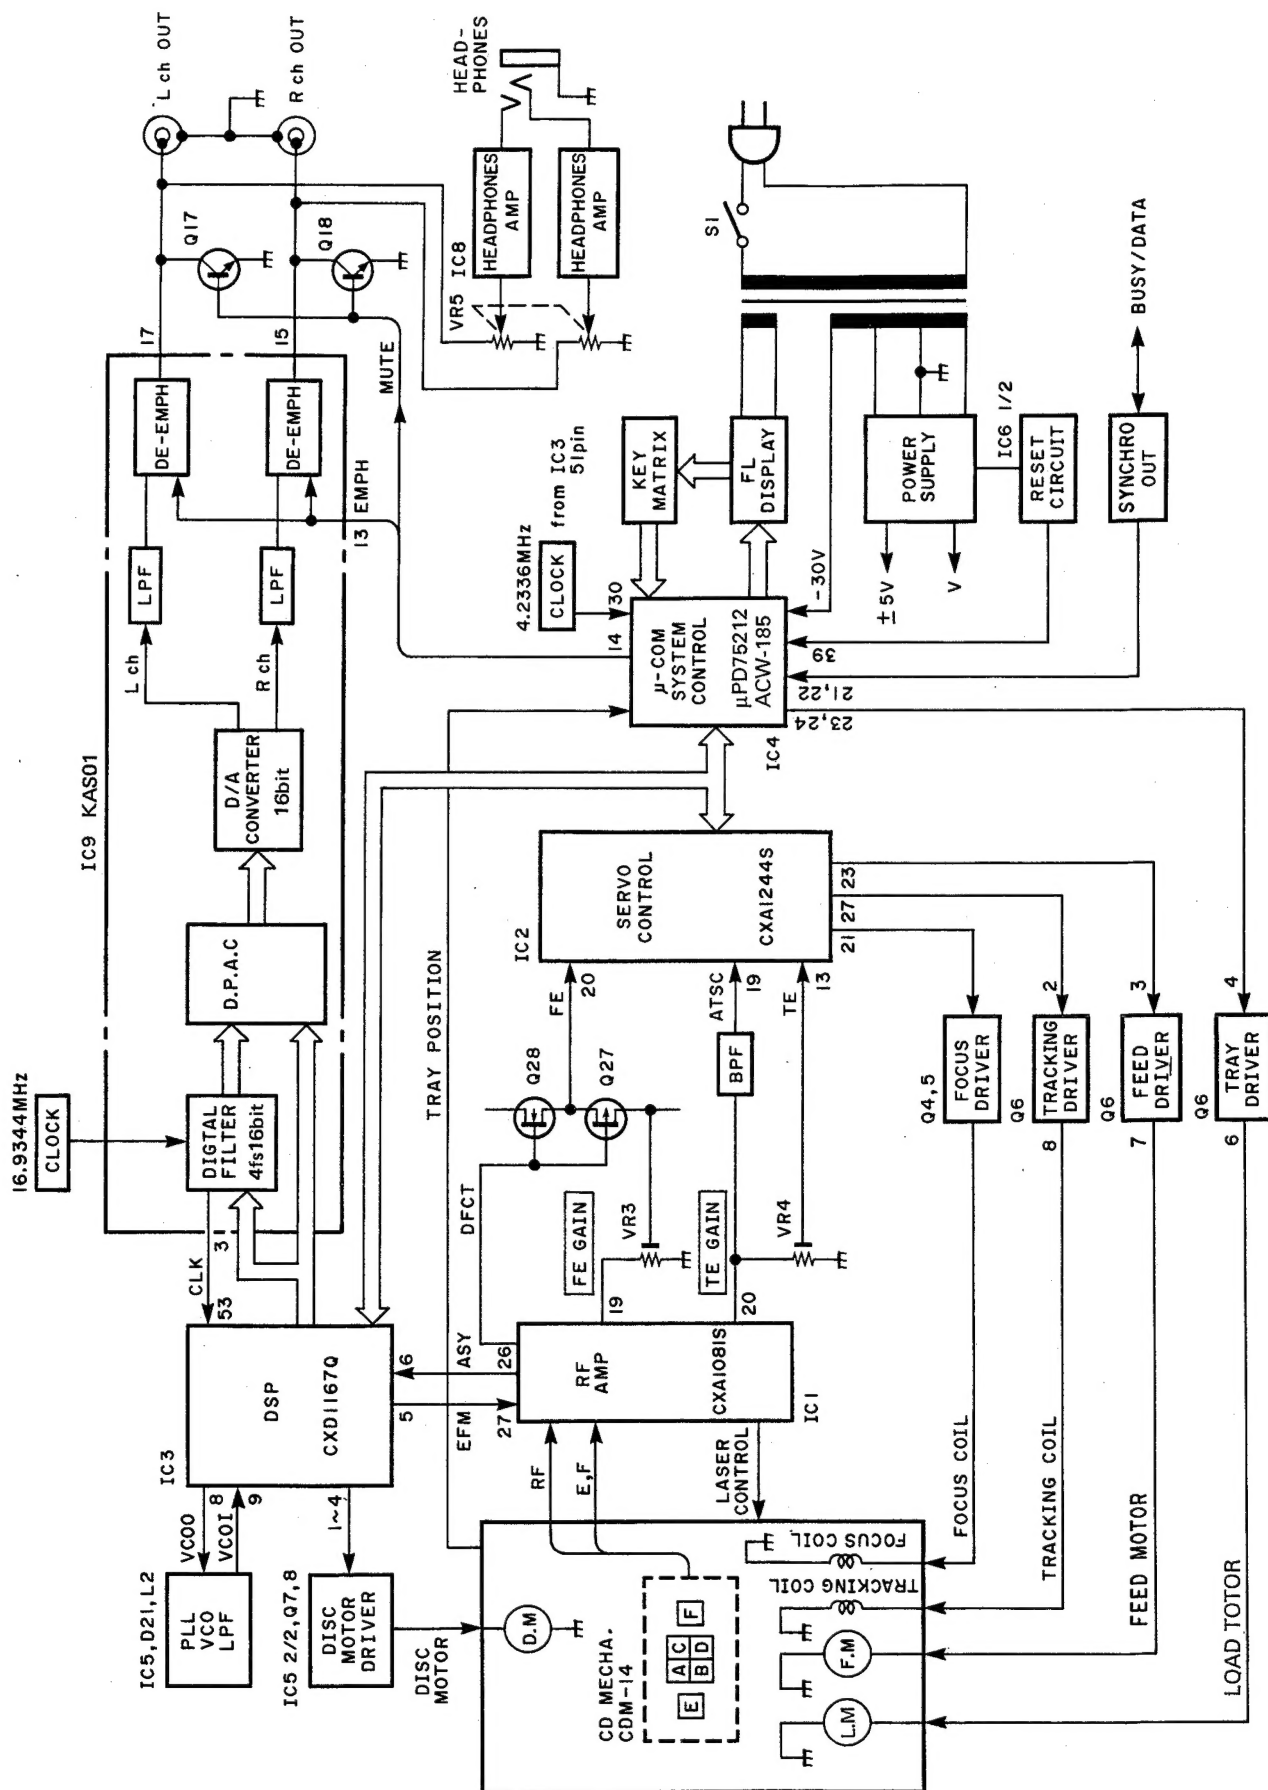 16.9344MHz
CLOCK
IC9 KAS01
DIGTAL
FILTER
4fs16bit
D.P.A.C
D/A
CONVERTER
16bit
L ch
R ch
LPF
LPF
DE-EMPH
DE-EMPH
17
15
13 EMPH
MUTE
Q17
Q18
L ch OUT
R ch OUT
HEAD-
PHONES
IC8
HEADPHONES
AMP
HEADPHONES
AMP
VR5
IC5,D21,L2
PLL
VCO
LPF
VCOO
VCOI
8
9
IC3
DSP
CXD1167Q
CLK
53
3
1~4
IC5 2/2,Q7,8
DISC
MOTOR
DRIVER
DISC
MOTOR
5
6
EFM
ASY
27
26
DFCT
TRAY POSITION
RF
AMP
CXA1081S
IC1
RF
E,F
LASER
CONTROL
19
20
FE GAIN
VR3
TE GAIN
VR4
Q28
Q27
BPF
FE
20
ATSC
19
TE
13
IC2
SERVO
CONTROL
CXA1244S
21
27
23
4.2336MHz
CLOCK
from IC3
51pin
14
30
μ-COM
SYSTEM
CONTROL
μPD75212
ACW-185
IC4
KEY
MATRIX
FL
DISPLAY
-30V
39
21,22
23,24
POWER
SUPPLY
±5V
V
IC6 1/2
RESET
CIRCUIT
SYNCHRO
OUT
BUSY/DATA
S1
CD MECHA.
CDM-14
D.M
E
A
C
B
D
F
FOCUS COIL
TRACKING COIL
F.M
L.M
FOCUS COIL
TRACKING COIL
FEED MOTOR
LOAD TOTOR
Q4,5
FOCUS
DRIVER
Q6
TRACKING
DRIVER
8
2
Q6
FEED
DRIVER
7
3
Q6
TRAY
DRIVER
6
4